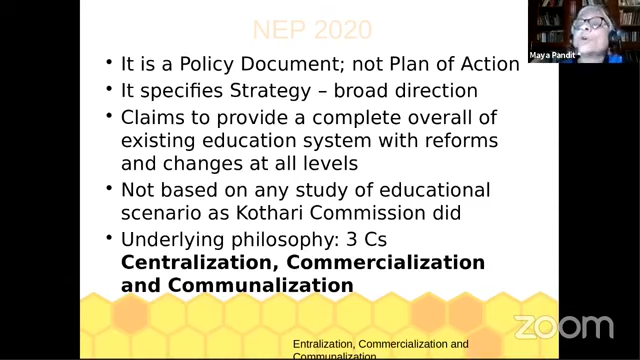 NEP 2020
• It is a Policy Document; not Plan of Action
• It specifies Strategy – broad direction
• Claims to provide a complete overall of
existing education system with reforms
and changes at all levels
• Not based on any study of educational
scenario as Kothari Commission did
• Underlying philosophy: 3 Cs
Centralization, Commercialization
and Communalization
Entralization, Commercialization and
Communalization
Maya Pandit
zoom